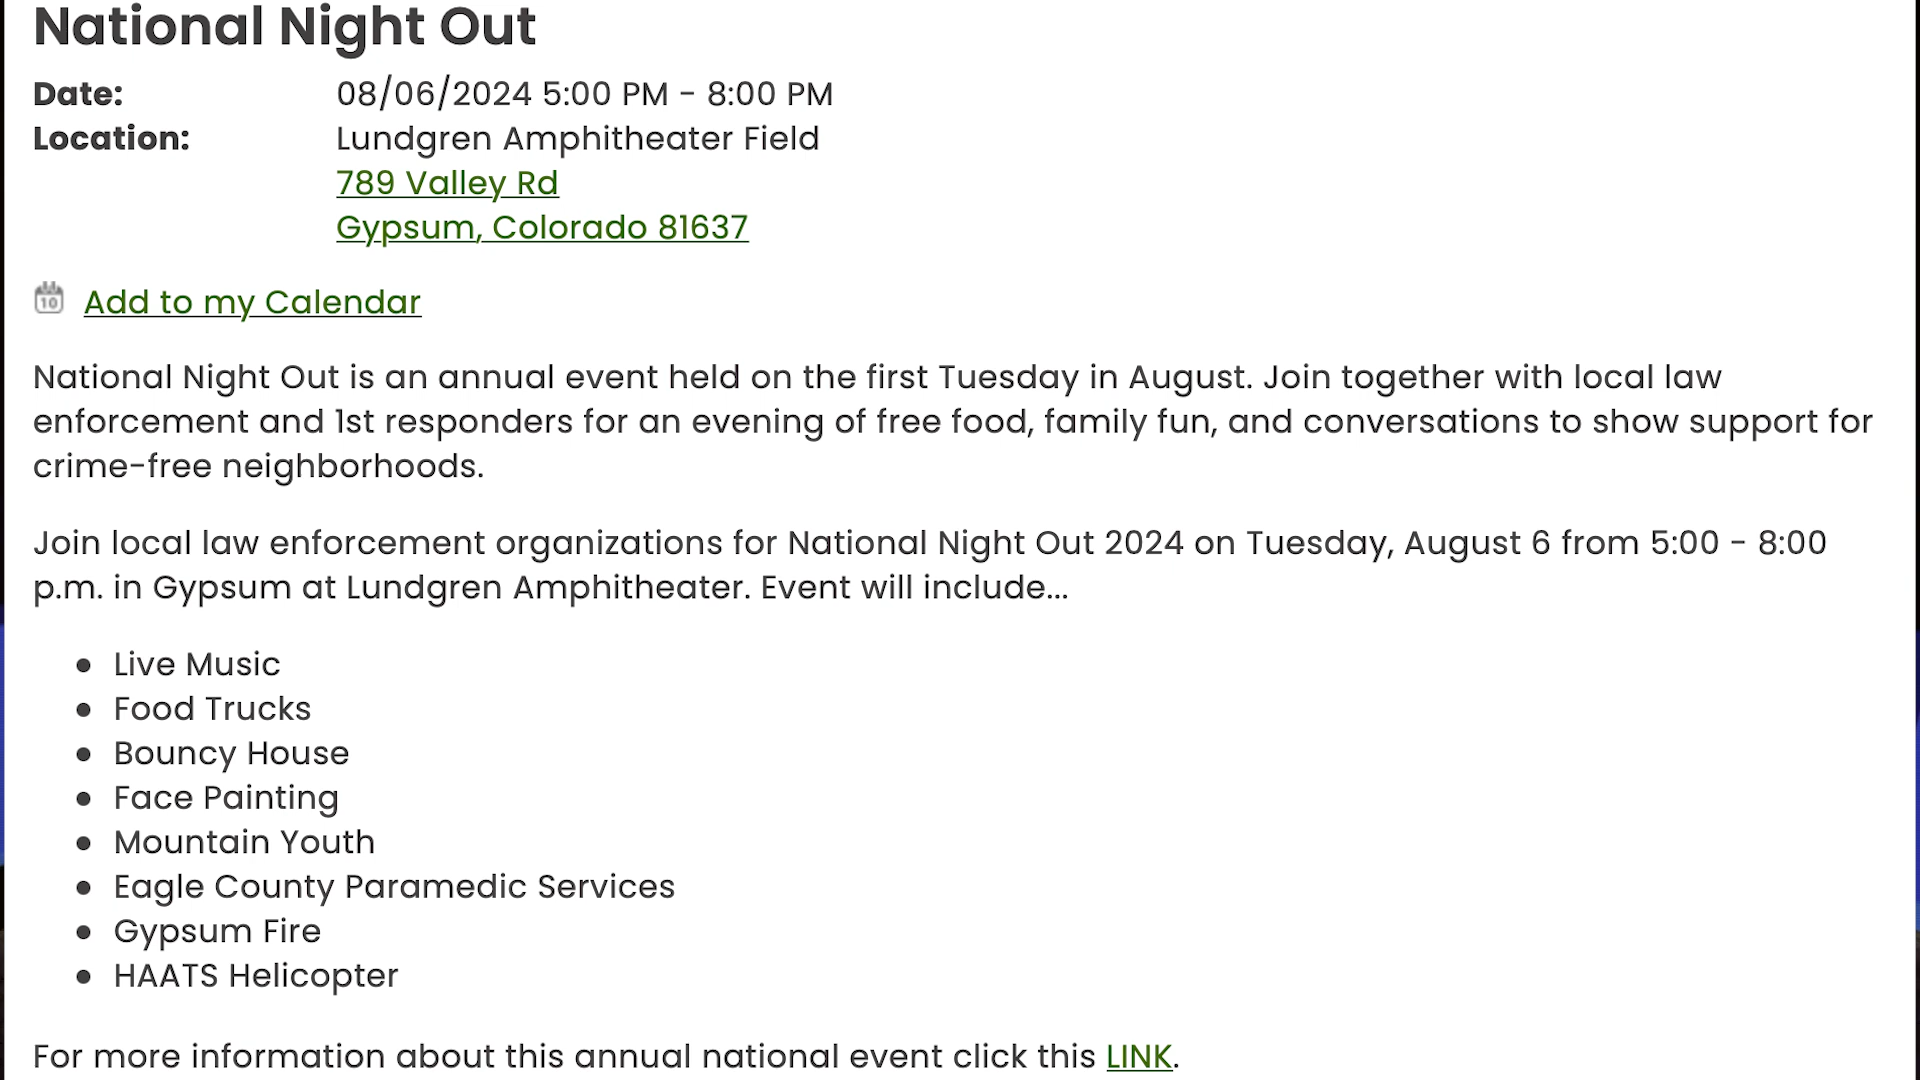 National Night Out
Date: 08/06/2024 5:00 PM - 8:00 PM
Location: Lundgren Amphitheater Field
789 Valley Rd
Gypsum, Colorado 81637
10
Add to my Calendar
National Night Out is an annual event held on the first Tuesday in August. Join together with local law
enforcement and 1st responders for an evening of free food, family fun, and conversations to show support for
crime-free neighborhoods.
Join local law enforcement organizations for National Night Out 2024 on Tuesday, August 6 from 5:00 - 8:00
p.m. in Gypsum at Lundgren Amphitheater. Event will include...
• Live Music
• Food Trucks
• Bouncy House
• Face Painting
• Mountain Youth
• Eagle County Paramedic Services
• Gypsum Fire
• HAATS Helicopter
For more information about this annual national event click this LINK.